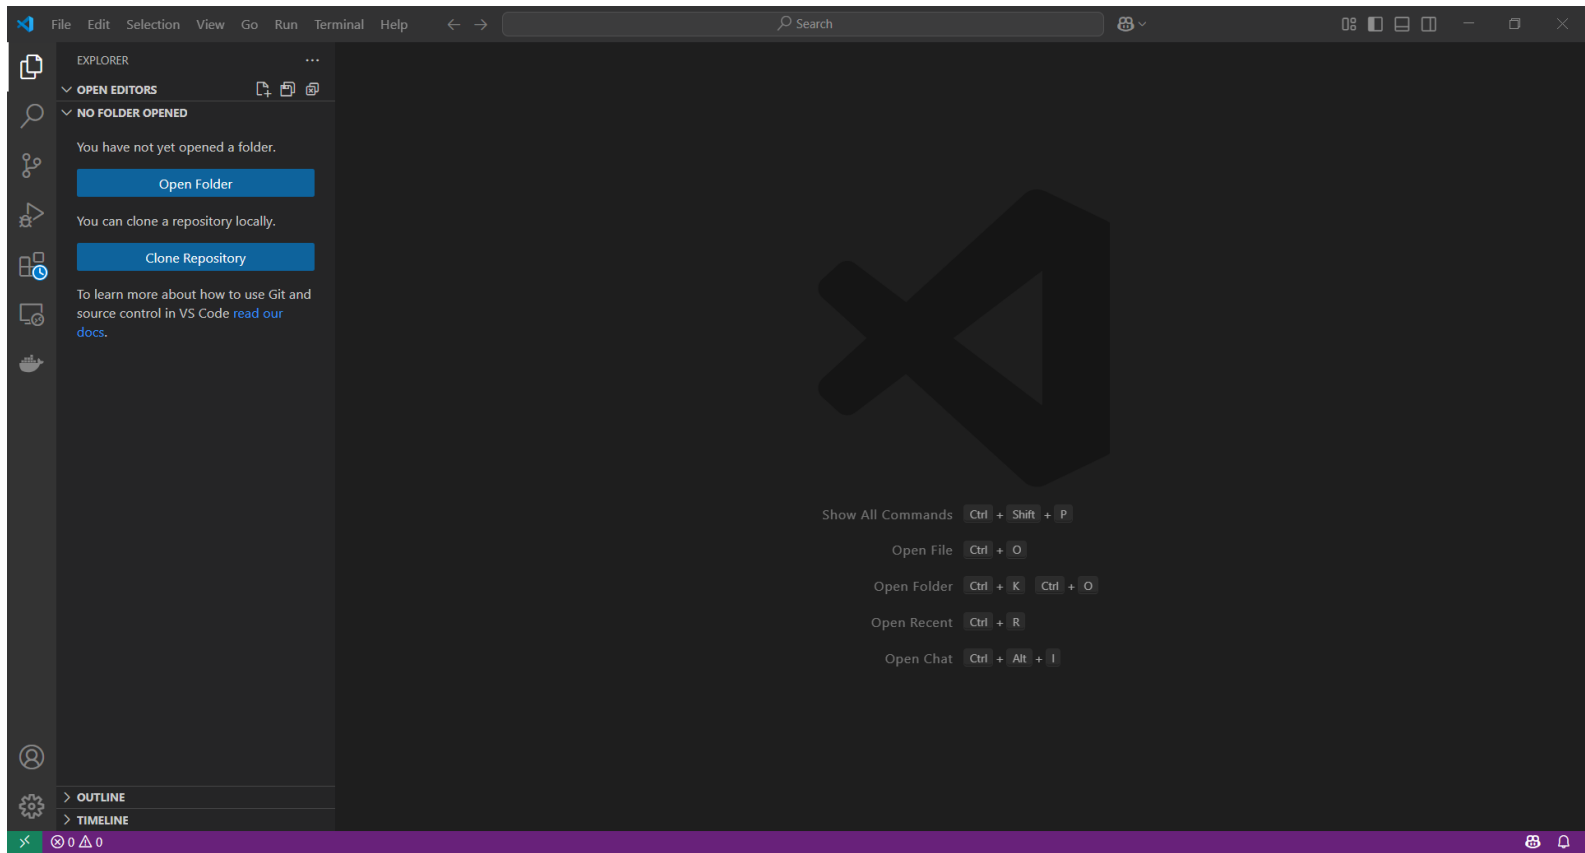 File Edit Selection View Go Run Terminal Help Search
EXPLORER
OPEN EDITORS
NO FOLDER OPENED
You have not yet opened a folder.
Open Folder
You can clone a repository locally.
Clone Repository
To learn more about how to use Git and
source control in VS Code read our
docs.
Show All Commands Ctrl + Shift + P
Open File Ctrl + O
Open Folder Ctrl + K Ctrl + O
Open Recent Ctrl + R
Open Chat Ctrl + Alt + I
OUTLINE
TIMELINE
0 0